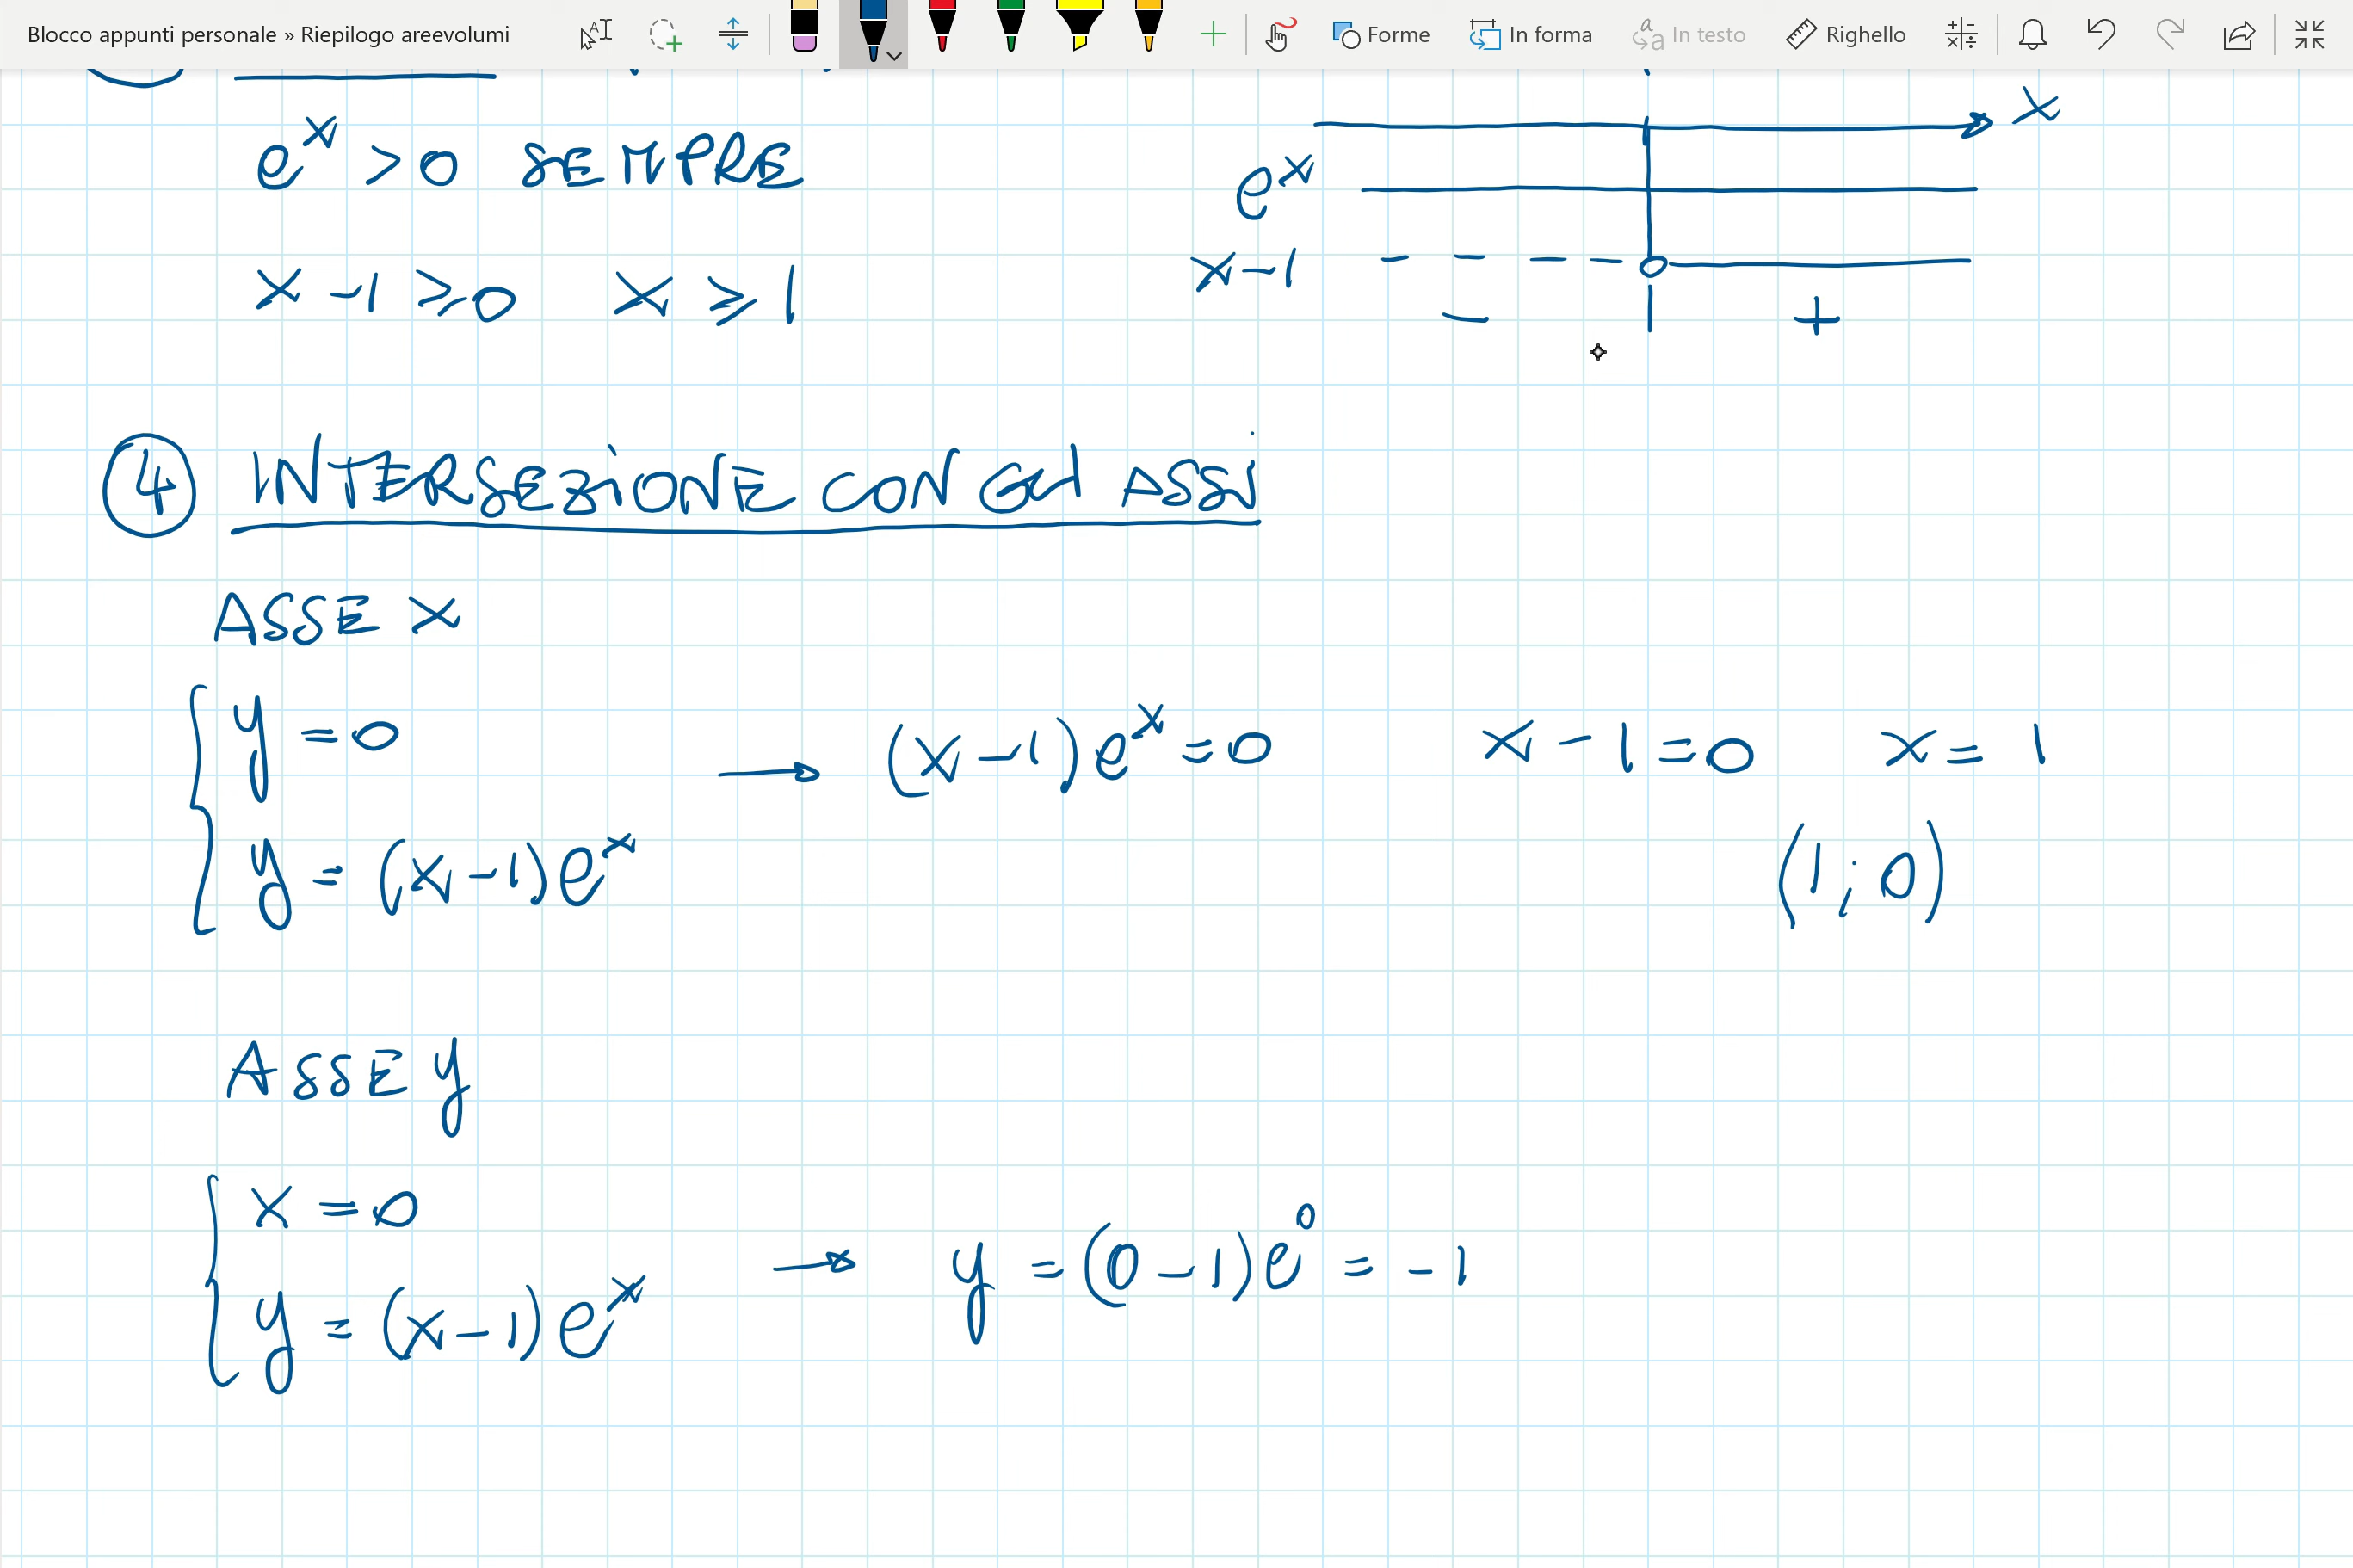 Blocco appunti personale » Riepilogo areevolumi Forme In forma In testo Righello
x
e^x > 0 SEMPRE
e^x
x - 1 ≥ 0 x ≥ 1
x - 1
- +
4 INTERSEZIONE CON GLI ASSI
ASSE x
y = 0 → (x - 1) e^x = 0 x - 1 = 0 x = 1
y = (x - 1) e^x (1; 0)
ASSE y
x = 0 → y = (0 - 1) e^0 = - 1
y = (x - 1) e^x